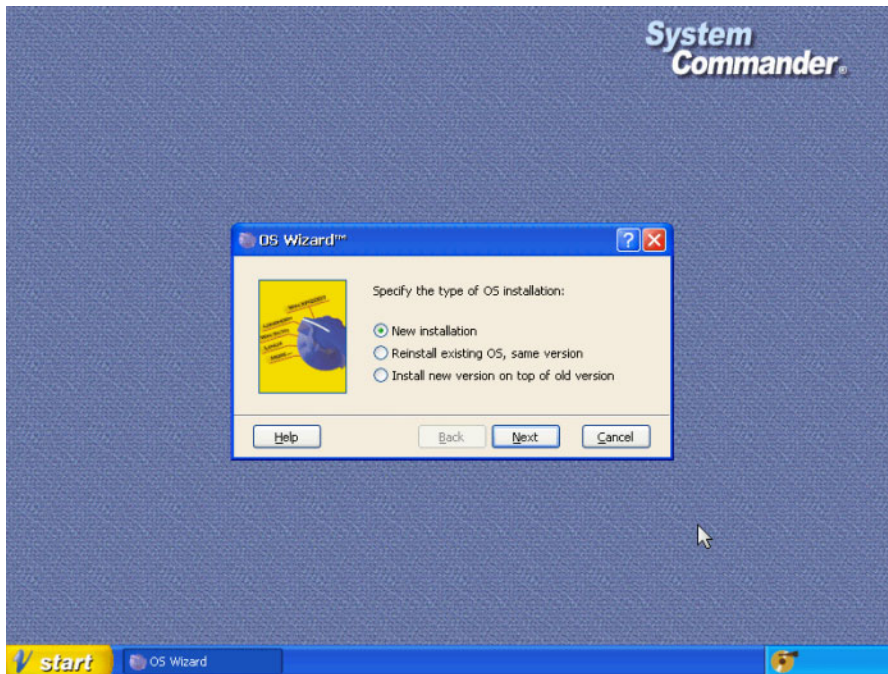 System
Commander®
OS Wizard™
Specify the type of OS installation:
New installation
Reinstall existing OS, same version
Install new version on top of old version
Help
Back
Next
Cancel
start
OS Wizard